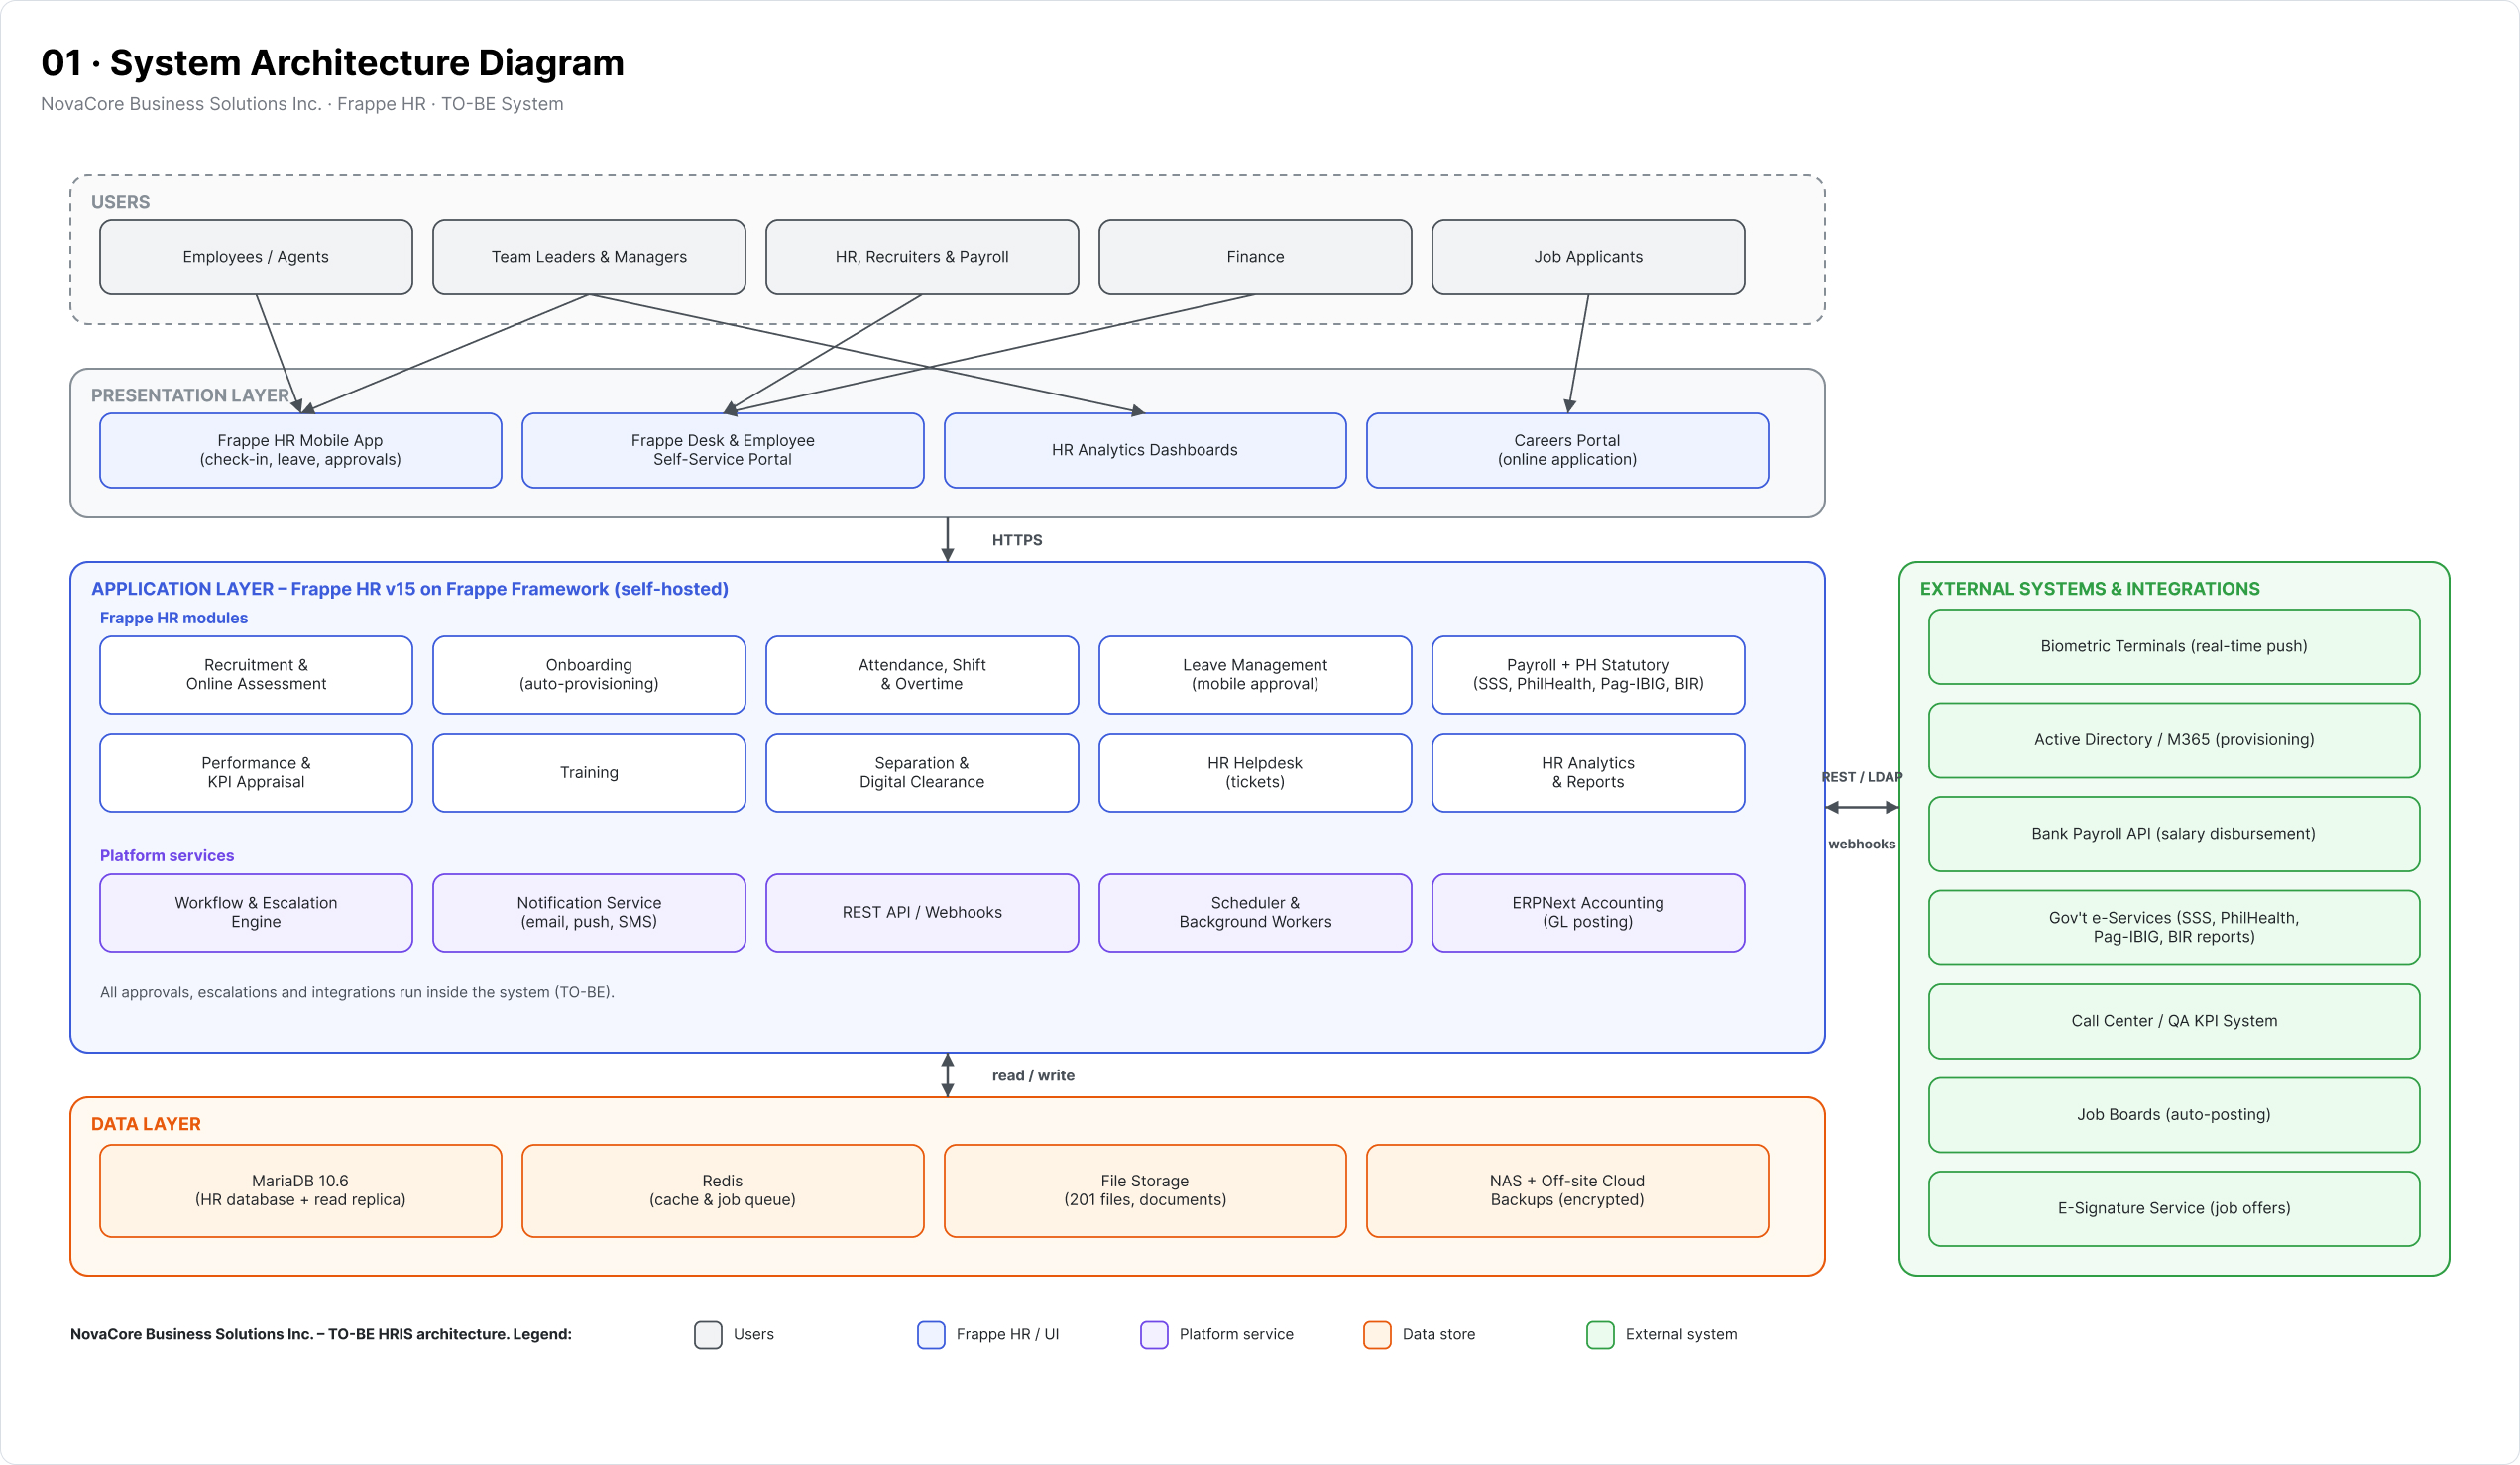 01 · System Architecture Diagram
NovaCore Business Solutions Inc. · Frappe HR · TO-BE System
USERS
Employees / Agents
Team Leaders & Managers
HR, Recruiters & Payroll
Finance
Job Applicants
PRESENTATION LAYER
Frappe HR Mobile App
(check-in, leave, approvals)
Frappe Desk & Employee
Self-Service Portal
HR Analytics Dashboards
Careers Portal
(online application)
HTTPS
APPLICATION LAYER – Frappe HR v15 on Frappe Framework (self-hosted)
Frappe HR modules
Recruitment &
Online Assessment
Onboarding
(auto-provisioning)
Attendance, Shift
& Overtime
Leave Management
(mobile approval)
Payroll + PH Statutory
(SSS, PhilHealth, Pag-IBIG, BIR)
Performance &
KPI Appraisal
Training
Separation &
Digital Clearance
HR Helpdesk
(tickets)
HR Analytics
& Reports
Platform services
Workflow & Escalation
Engine
Notification Service
(email, push, SMS)
REST API / Webhooks
Scheduler &
Background Workers
ERPNext Accounting
(GL posting)
All approvals, escalations and integrations run inside the system (TO-BE).
REST / LDAP
webhooks
EXTERNAL SYSTEMS & INTEGRATIONS
Biometric Terminals (real-time push)
Active Directory / M365 (provisioning)
Bank Payroll API (salary disbursement)
Gov't e-Services (SSS, PhilHealth,
Pag-IBIG, BIR reports)
Call Center / QA KPI System
Job Boards (auto-posting)
E-Signature Service (job offers)
read / write
DATA LAYER
MariaDB 10.6
(HR database + read replica)
Redis
(cache & job queue)
File Storage
(201 files, documents)
NAS + Off-site Cloud
Backups (encrypted)
NovaCore Business Solutions Inc. – TO-BE HRIS architecture. Legend:
Users
Frappe HR / UI
Platform service
Data store
External system